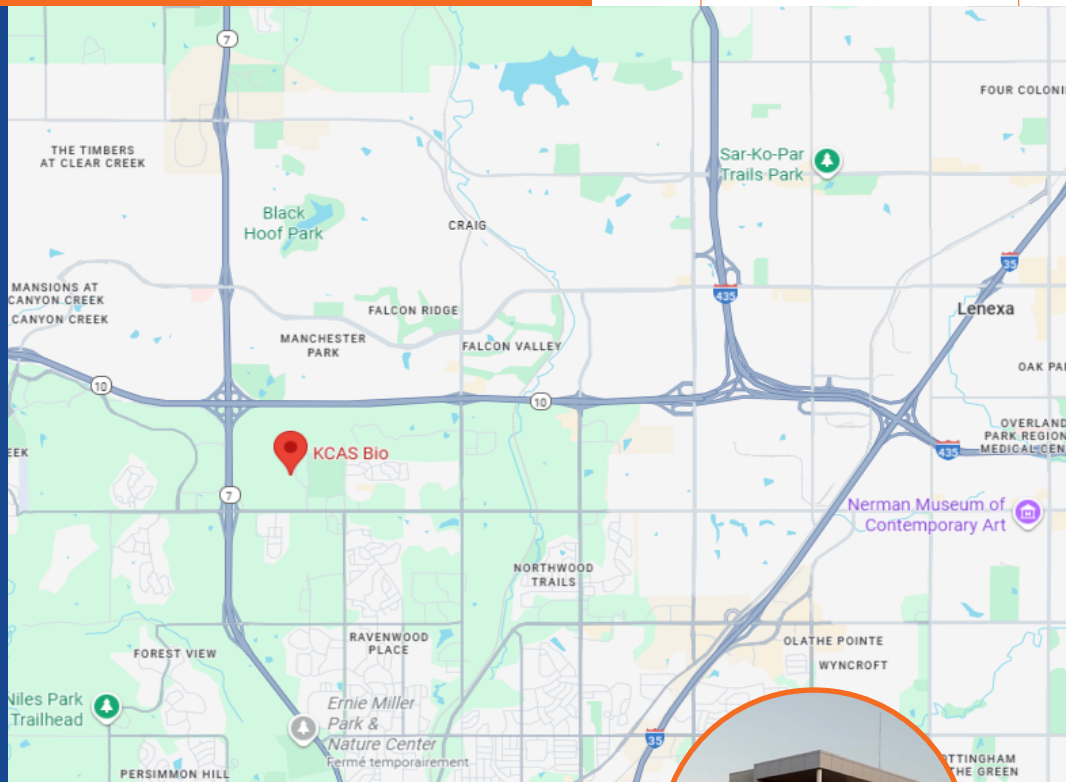 7
FOUR COLONI
THE TIMBERS
AT CLEAR CREEK
Sar-Ko-Par
Trails Park
Black
Hoof Park
CRAIG
35
MANSIONS AT
CANYON CREEK
CANYON CREEK
435
FALCON RIDGE
Lenexa
MANCHESTER
PARK
FALCON VALLEY
OAK PA
10
10
OVERLAND
PARK REGION
MEDICAL CEN
EEK
KCAS Bio
435
7
Nerman Museum of
Contemporary Art
NORTHWOOD
TRAILS
RAVENWOOD
PLACE
OLATHE POINTE
FOREST VIEW
WYNCROFT
Niles Park
Trailhead
Ernie Miller
Park &
Nature Center
Fermé temporairement
35
PERSIMMON HILL
OTTINGHAM
THE GREEN